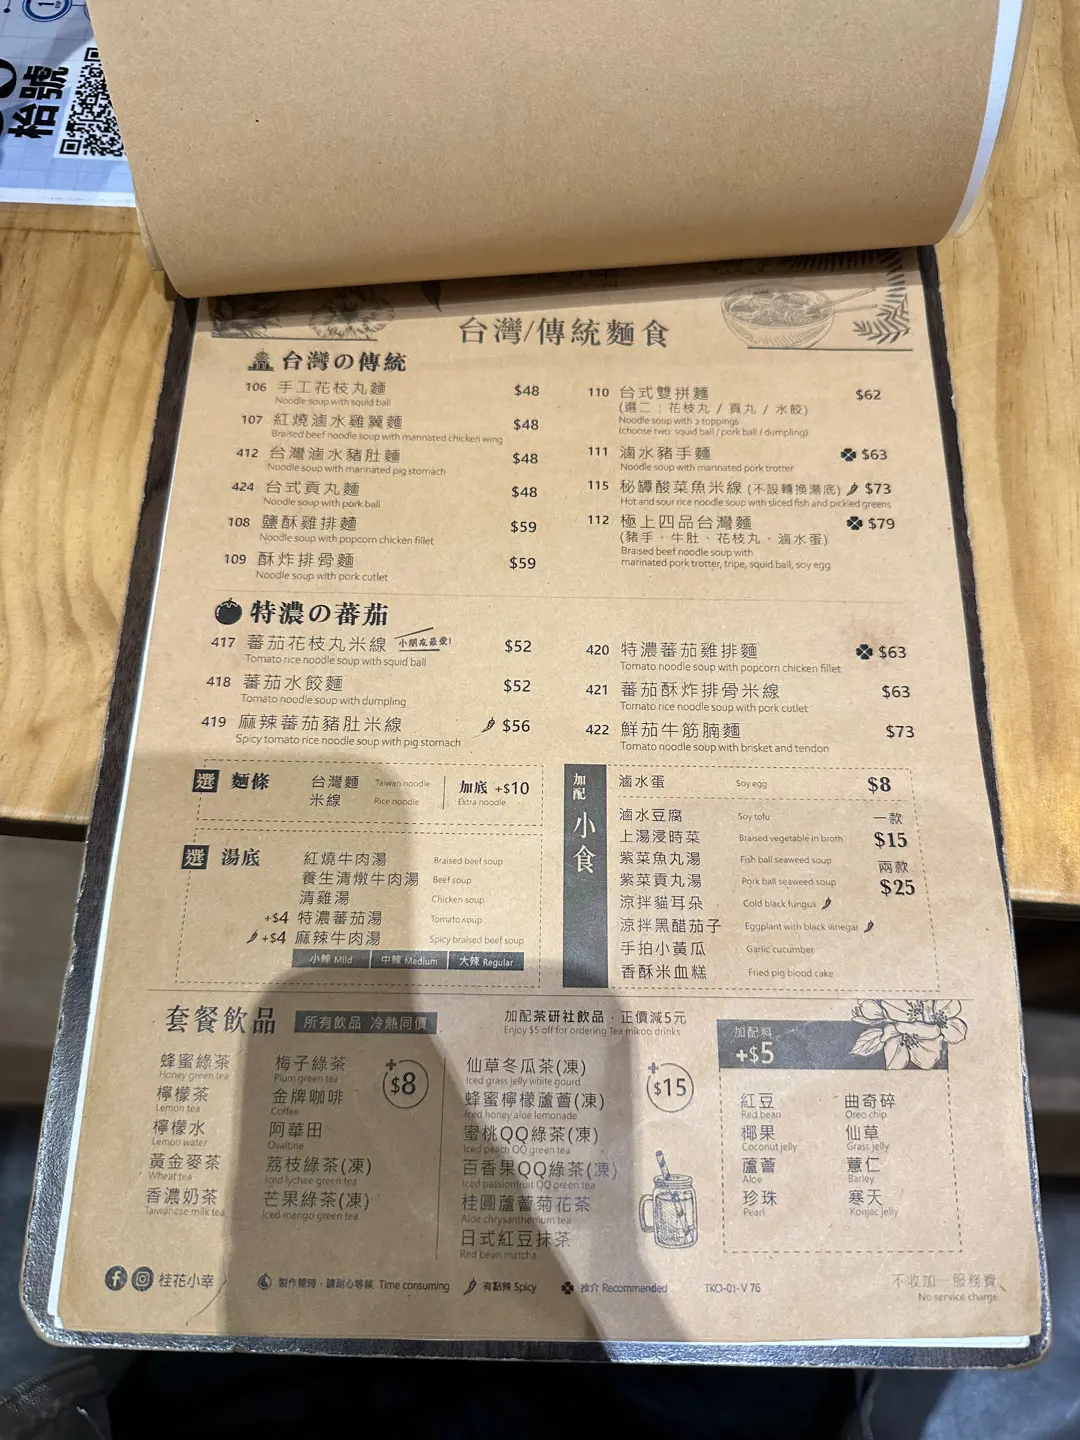 號
枱
台灣/傳統麵食
台灣の傳統
106 手工花枝丸麵 $48
Noodle soup with squid ball
107 紅燒滷水雞翼麵 $48
Braised beef noodle soup with marinated chicken wing
412 台灣滷水豬肚麵 $48
Noodle soup with marinated pig stomach
424 台式貢丸麵 $48
Noodle soup with pork ball
108 鹽酥雞排麵 $59
Noodle soup with popcorn chicken fillet
109 酥炸排骨麵 $59
Noodle soup with pork cutlet
110 台式雙拼麵 $62
(選二：花枝丸 / 貢丸 / 水餃)
Noodle soup with 2 toppings
(choose two: squid ball / pork ball / dumpling)
111 滷水豬手麵 $63
Noodle soup with marinated pork trotter
115 秘罈酸菜魚米線 (不設轉換湯底) $73
Hot and sour rice noodle soup with sliced fish and pickled greens
112 極上四品台灣麵 $79
(豬手、牛肚、花枝丸、滷水蛋)
Braised beef noodle soup with
marinated pork trotter, tripe, squid ball, soy egg
特濃の蕃茄
417 蕃茄花枝丸米線 小朋友最愛! $52
Tomato rice noodle soup with squid ball
418 蕃茄水餃麵 $52
Tomato noodle soup with dumpling
419 麻辣蕃茄豬肚米線 $56
Spicy tomato rice noodle soup with pig stomach
420 特濃蕃茄雞排麵 $63
Tomato noodle soup with popcorn chicken fillet
421 蕃茄酥炸排骨米線 $63
Tomato rice noodle soup with pork cutlet
422 鮮茄牛筋腩麵 $73
Tomato noodle soup with brisket and tendon
選 麵條
台灣麵 Taiwan noodle
米線 Rice noodle
加底 +$10
Extra noodle
選 湯底
紅燒牛肉湯 Braised beef soup
養生清燉牛肉湯 Beef soup
清雞湯 Chicken soup
+$4 特濃蕃茄湯 Tomato soup
+$4 麻辣牛肉湯 Spicy braised beef soup
小辣 Mild 中辣 Medium 大辣 Regular
加配
小食
滷水蛋 Soy egg $8
滷水豆腐 Soy tofu 一款
上湯浸時菜 Braised vegetable in broth $15
紫菜魚丸湯 Fish ball seaweed soup 兩款
紫菜貢丸湯 Pork ball seaweed soup $25
涼拌貓耳朵 Cold black fungus
涼拌黑醋茄子 Eggplant with black vinegar
手拍小黃瓜 Garlic cucumber
香酥米血糕 Fried pig blood cake
套餐飲品 所有飲品 冷熱同價
加配茶研社飲品，正價減5元
Enjoy $5 off for ordering Tea mikoo drinks
蜂蜜綠茶
Honey green tea
檸檬茶
Lemon tea
檸檬水
Lemon water
黃金麥茶
Wheat tea
香濃奶茶
Taiwanese milk tea
梅子綠茶
Plum green tea
金牌咖啡
Coffee
阿華田
Ovaltine
荔枝綠茶(凍)
Iced lychee green tea
芒果綠茶(凍)
Iced mango green tea
+$8
仙草冬瓜茶(凍)
Iced grass jelly white gourd
蜂蜜檸檬蘆薈(凍)
Iced honey aloe lemonade
蜜桃QQ綠茶(凍)
Iced peach QQ green tea
百香果QQ綠茶(凍)
Iced passionfruit QQ green tea
桂圓蘆薈菊花茶
Aloe chrysanthemum tea
日式紅豆抹茶
Red bean matcha
+$15
加配料
+$5
紅豆
Red bean
椰果
Coconut jelly
蘆薈
Aloe
珍珠
Pearl
曲奇碎
Oreo chip
仙草
Grass jelly
薏仁
Barley
寒天
Konjac jelly
桂花小幸 製作需時，請耐心等候 Time consuming 有點辣 Spicy 推介 Recommended TKO-01-V 76
不收加一服務費
No service charge